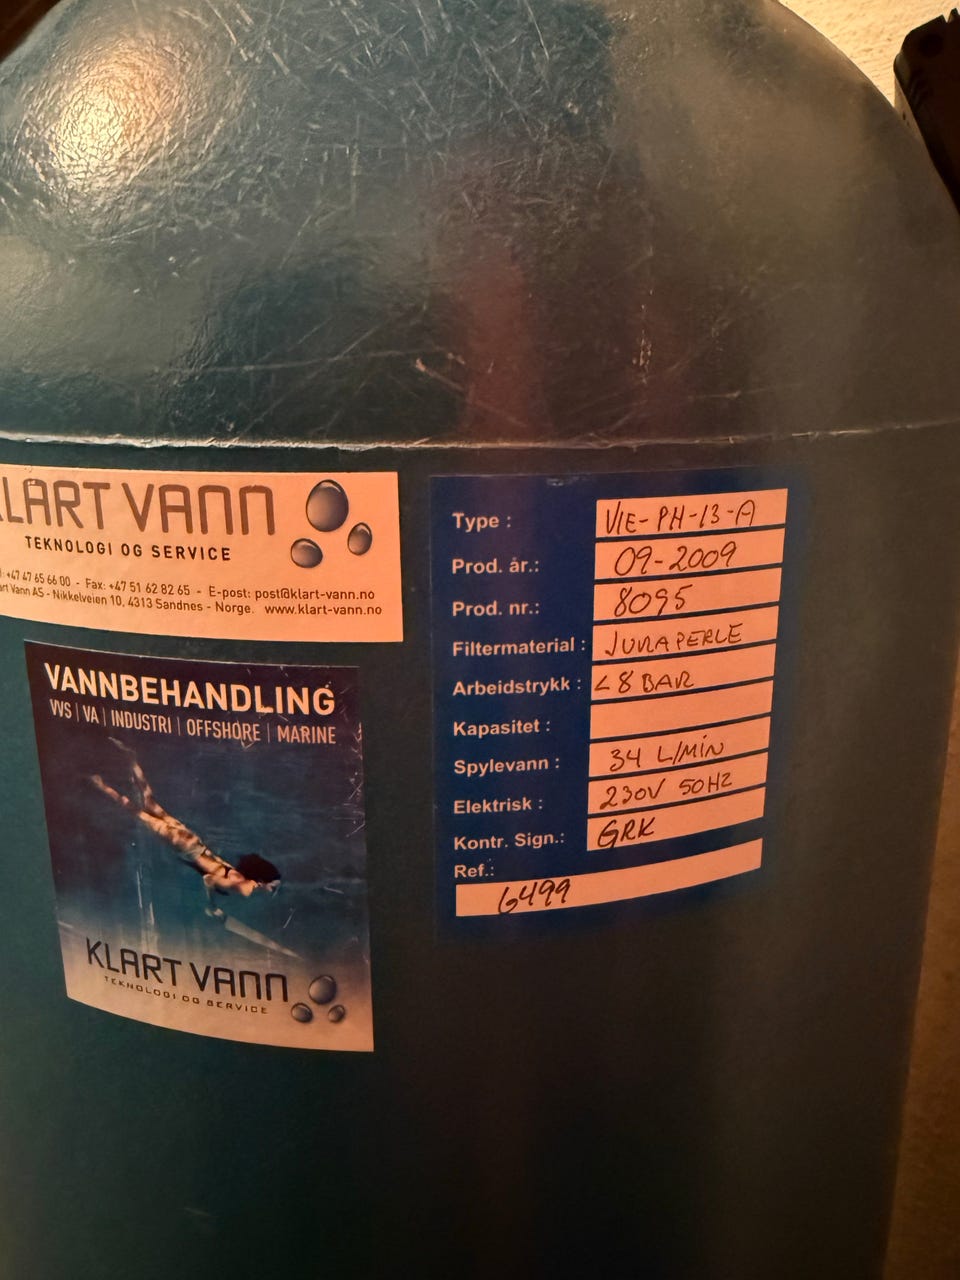 KLART VANN
TEKNOLOGI OG SERVICE
+47 47 65 66 00 - Fax: +47 51 62 82 65 - E-post: post@klart-vann.no
Vann AS - Nikkelveien 10, 4313 Sandnes - Norge. www.klart-vann.no
VANNBEHANDLING
VVS | VA | INDUSTRI | OFFSHORE | MARINE
KLART VANN
TEKNOLOGI OG SERVICE
Type : VIE-PH-13-A
Prod. år.: 09-2009
Prod. nr.: 8095
Filtermaterial : JURAPERLE
Arbeidstrykk : <8 BAR
Kapasitet :
Spylevann : 34 L/MIN
Elektrisk : 230V 50HZ
Kontr. Sign.: GRK
Ref.:
6499